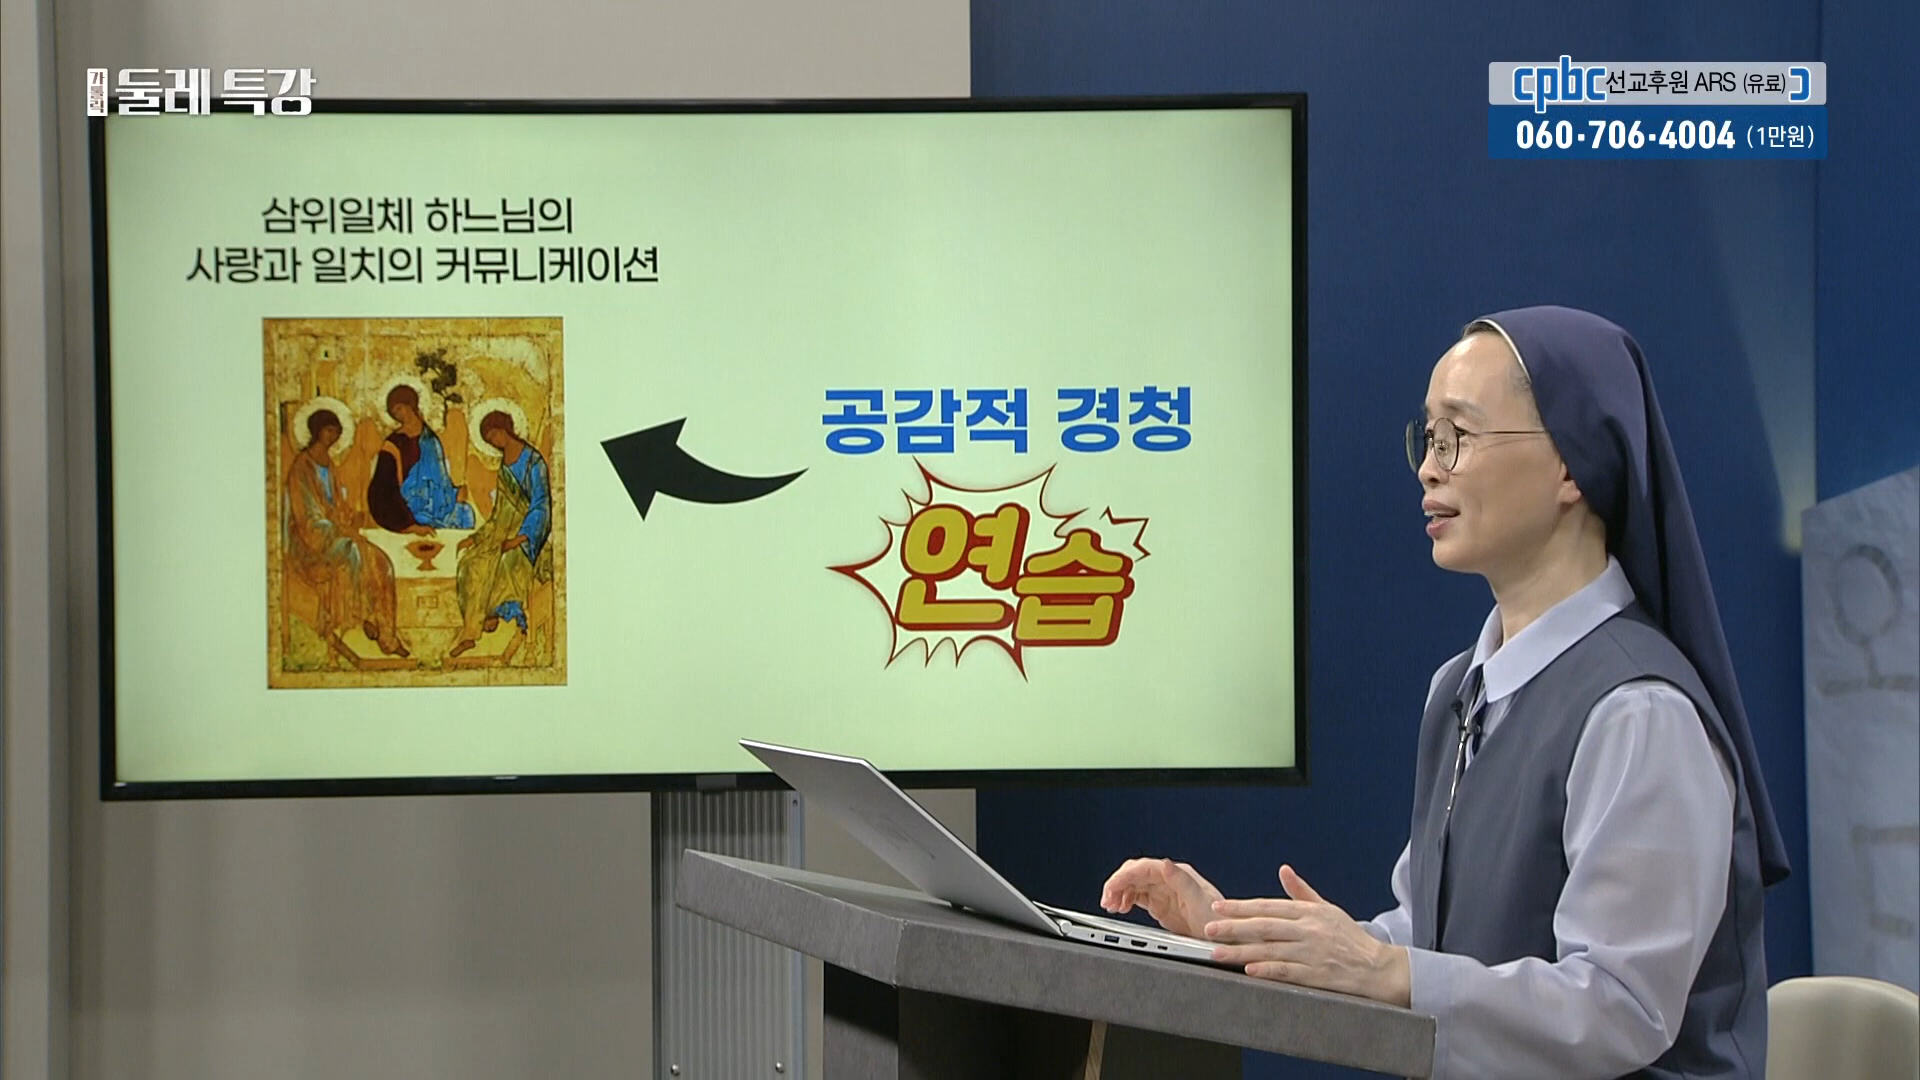 가톨릭 둘레 특강
cpbc 선교후원 ARS (유료)
060·706·4004 (1만원)
삼위일체 하느님의
사랑과 일치의 커뮤니케이션
공감적 경청
연습